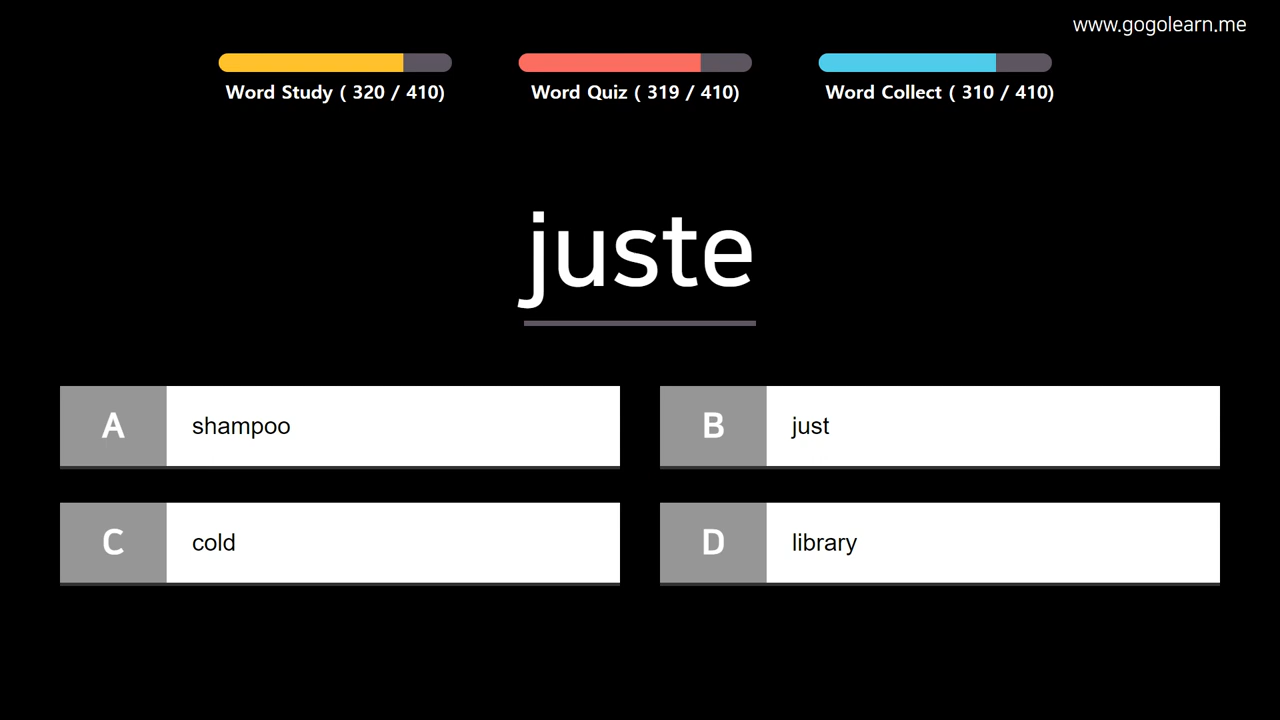 www.gogolearn.me
Word Study ( 320 / 410)
Word Quiz ( 319 / 410)
Word Collect ( 310 / 410)
juste
A shampoo
B just
C cold
D library